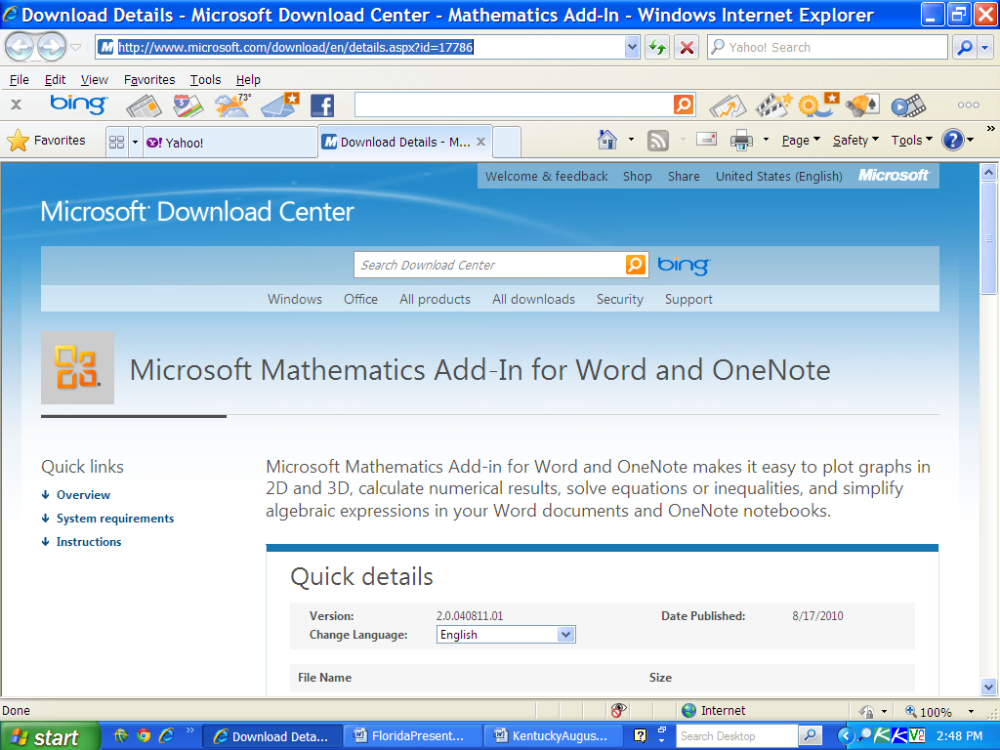 Download Details - Microsoft Download Center - Mathematics Add-In - Windows Internet Explorer
http://www.microsoft.com/download/en/details.aspx?id=17786
Yahoo! Search
File Edit View Favorites Tools Help
x bing 73°
Favorites Yahoo! Download Details - M... Page Safety Tools
Welcome & feedback Shop Share United States (English) Microsoft
Microsoft Download Center
Search Download Center bing
Windows Office All products All downloads Security Support
Microsoft Mathematics Add-In for Word and OneNote
Quick links
Overview
System requirements
Instructions
Microsoft Mathematics Add-in for Word and OneNote makes it easy to plot graphs in
2D and 3D, calculate numerical results, solve equations or inequalities, and simplify
algebraic expressions in your Word documents and OneNote notebooks.
Quick details
Version: 2.0.040811.01 Date Published: 8/17/2010
Change Language: English
File Name Size
Done Internet 100%
start Download Deta... FloridaPresent... KentuckyAugus... Search Desktop 2:48 PM